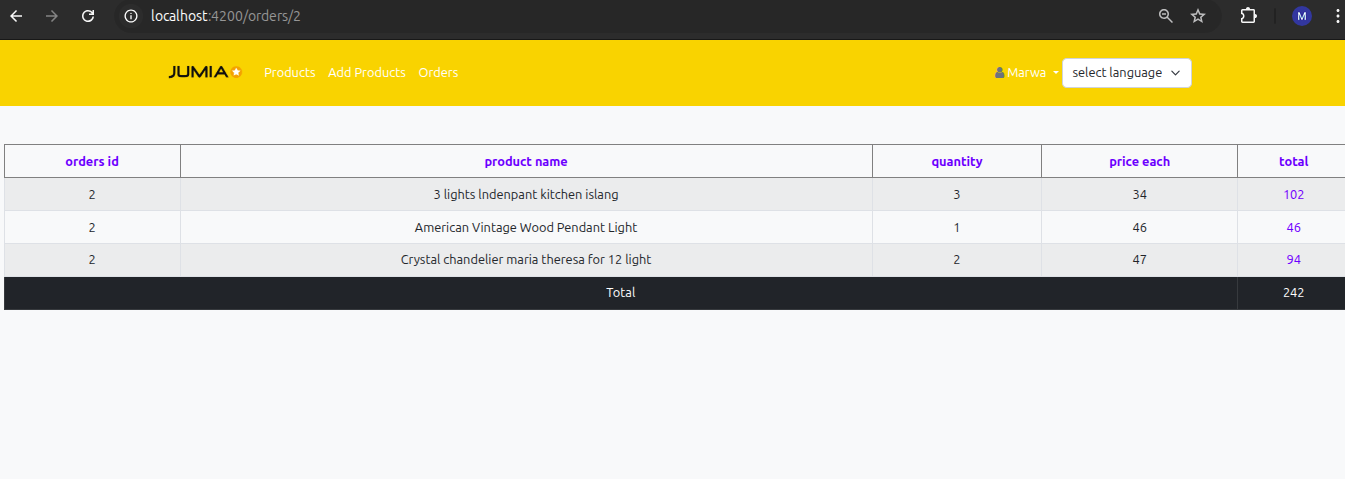 localhost:4200/orders/2
M
JUMIA Products Add Products Orders Marwa select language
orders id product name quantity price each total
2 3 lights lndenpant kitchen islang 3 34 102
2 American Vintage Wood Pendant Light 1 46 46
2 Crystal chandelier maria theresa for 12 light 2 47 94
Total 242